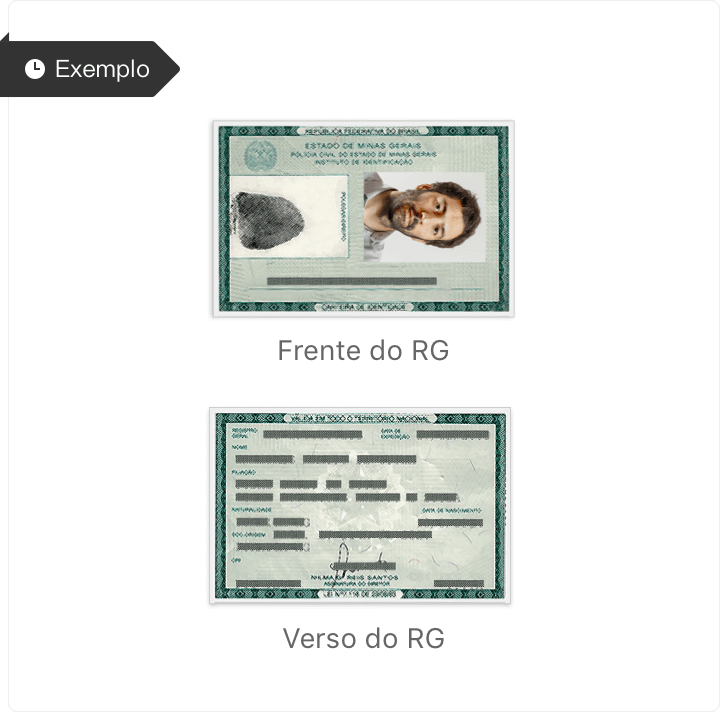 Exemplo
REPÚBLICA FEDERATIVA DO BRASIL
ESTADO DE MINAS GERAIS
POLÍCIA CIVIL DO ESTADO DE MINAS GERAIS
INSTITUTO DE IDENTIFICAÇÃO
POLEGAR DIREITO
CARTEIRA DE IDENTIDADE
Frente do RG
VÁLIDA EM TODO O TERRITÓRIO NACIONAL
REGISTRO
GERAL
DATA DE
EXPEDIÇÃO
NOME
FILIAÇÃO
NATURALIDADE
DATA DE NASCIMENTO
DOC. ORIGEM
CPF
REIS SANTOS
ASSINATURA DO DIRETOR
LEI Nº 7.116 DE 29/08/83
Verso do RG